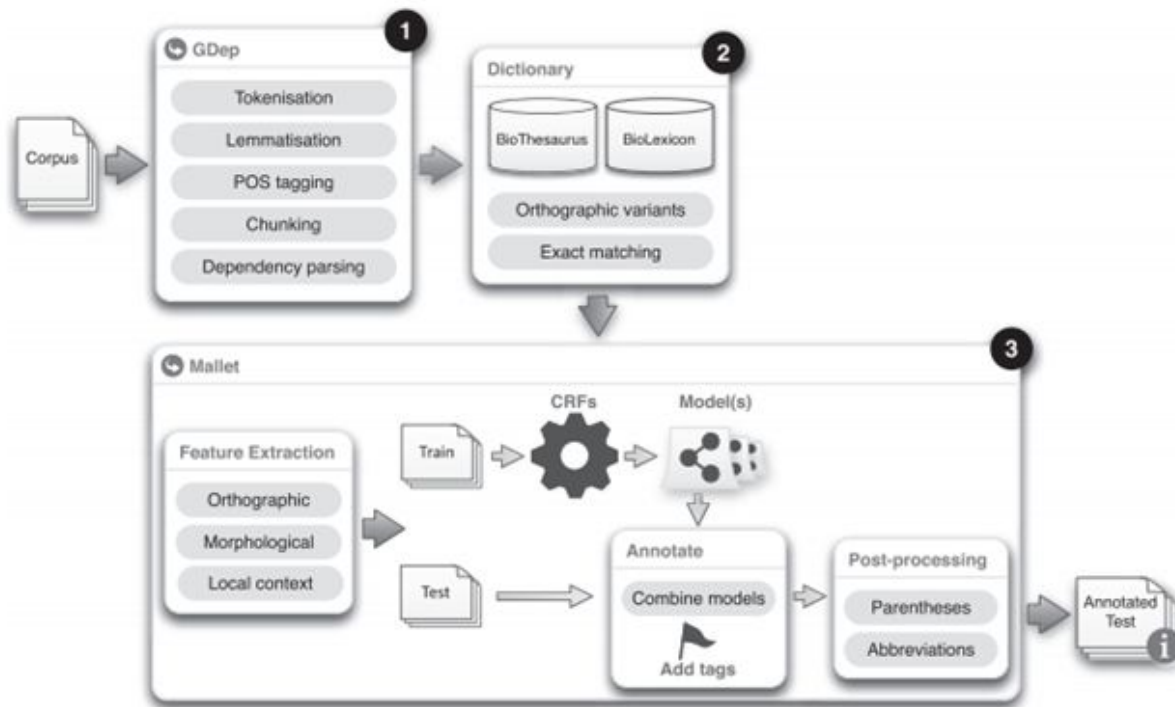 1
GDep
Tokenisation
Lemmatisation
POS tagging
Chunking
Dependency parsing
Corpus
2
Dictionary
BioThesaurus
BioLexicon
Orthographic variants
Exact matching
3
Mallet
Feature Extraction
Orthographic
Morphological
Local context
Train
CRFs
Model(s)
Test
Annotate
Combine models
Add tags
Post-processing
Parentheses
Abbreviations
Annotated
Test
i